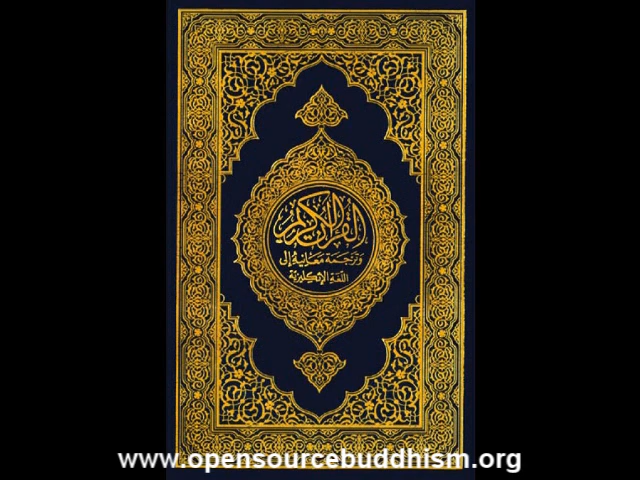 القرآن الكريم
وترجمة معانيه إلى
اللغة الإنكليزية
www.opensourcebuddhism.org